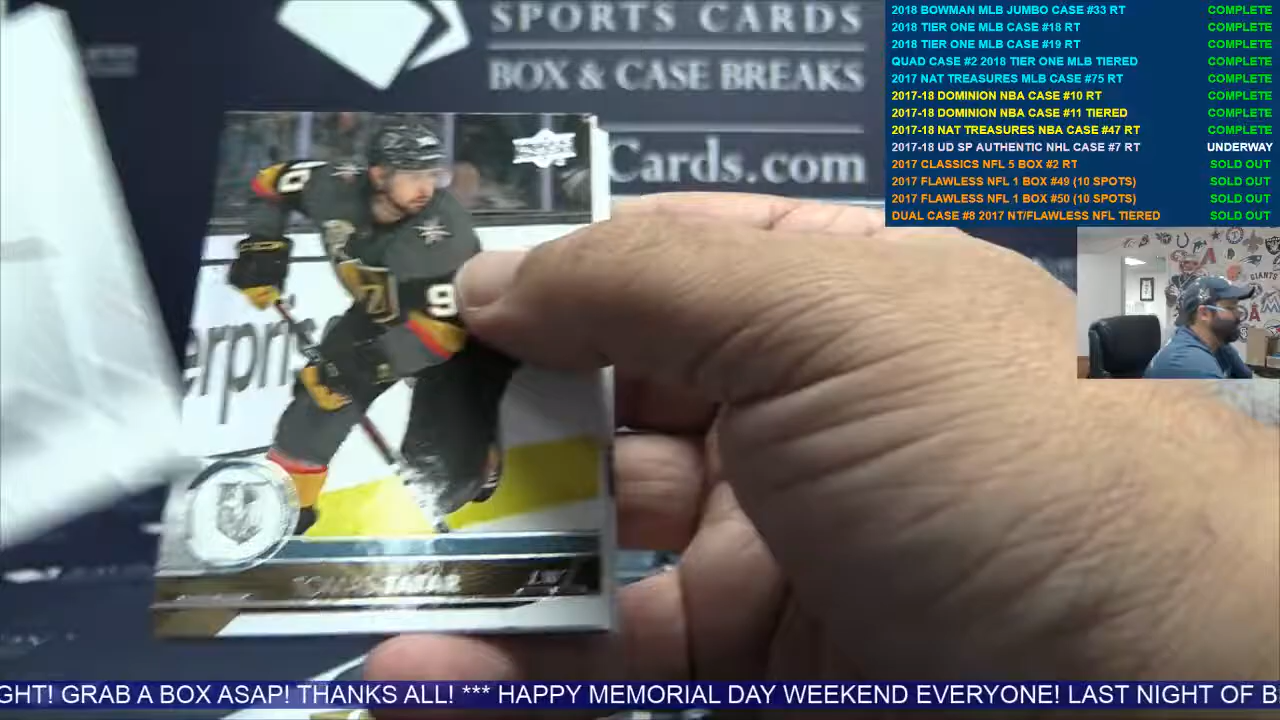 SPORTS CARDS
BOX & CASE BREAKS
Cards.com
2018 BOWMAN MLB JUMBO CASE #33 RT COMPLETE
2018 TIER ONE MLB CASE #18 RT COMPLETE
2018 TIER ONE MLB CASE #19 RT COMPLETE
QUAD CASE #2 2018 TIER ONE MLB TIERED COMPLETE
2017 NAT TREASURES MLB CASE #75 RT COMPLETE
2017-18 DOMINION NBA CASE #10 RT COMPLETE
2017-18 DOMINION NBA CASE #11 TIERED COMPLETE
2017-18 NAT TREASURES NBA CASE #47 RT COMPLETE
2017-18 UD SP AUTHENTIC NHL CASE #7 RT UNDERWAY
2017 CLASSICS NFL 5 BOX #2 RT SOLD OUT
2017 FLAWLESS NFL 1 BOX #49 (10 SPOTS) SOLD OUT
2017 FLAWLESS NFL 1 BOX #50 (10 SPOTS) SOLD OUT
DUAL CASE #8 2017 NT/FLAWLESS NFL TIERED SOLD OUT
GIANTS
erpris
TOMAS TATAR LW
GHT! GRAB A BOX ASAP! THANKS ALL! *** HAPPY MEMORIAL DAY WEEKEND EVERYONE! LAST NIGHT OF B